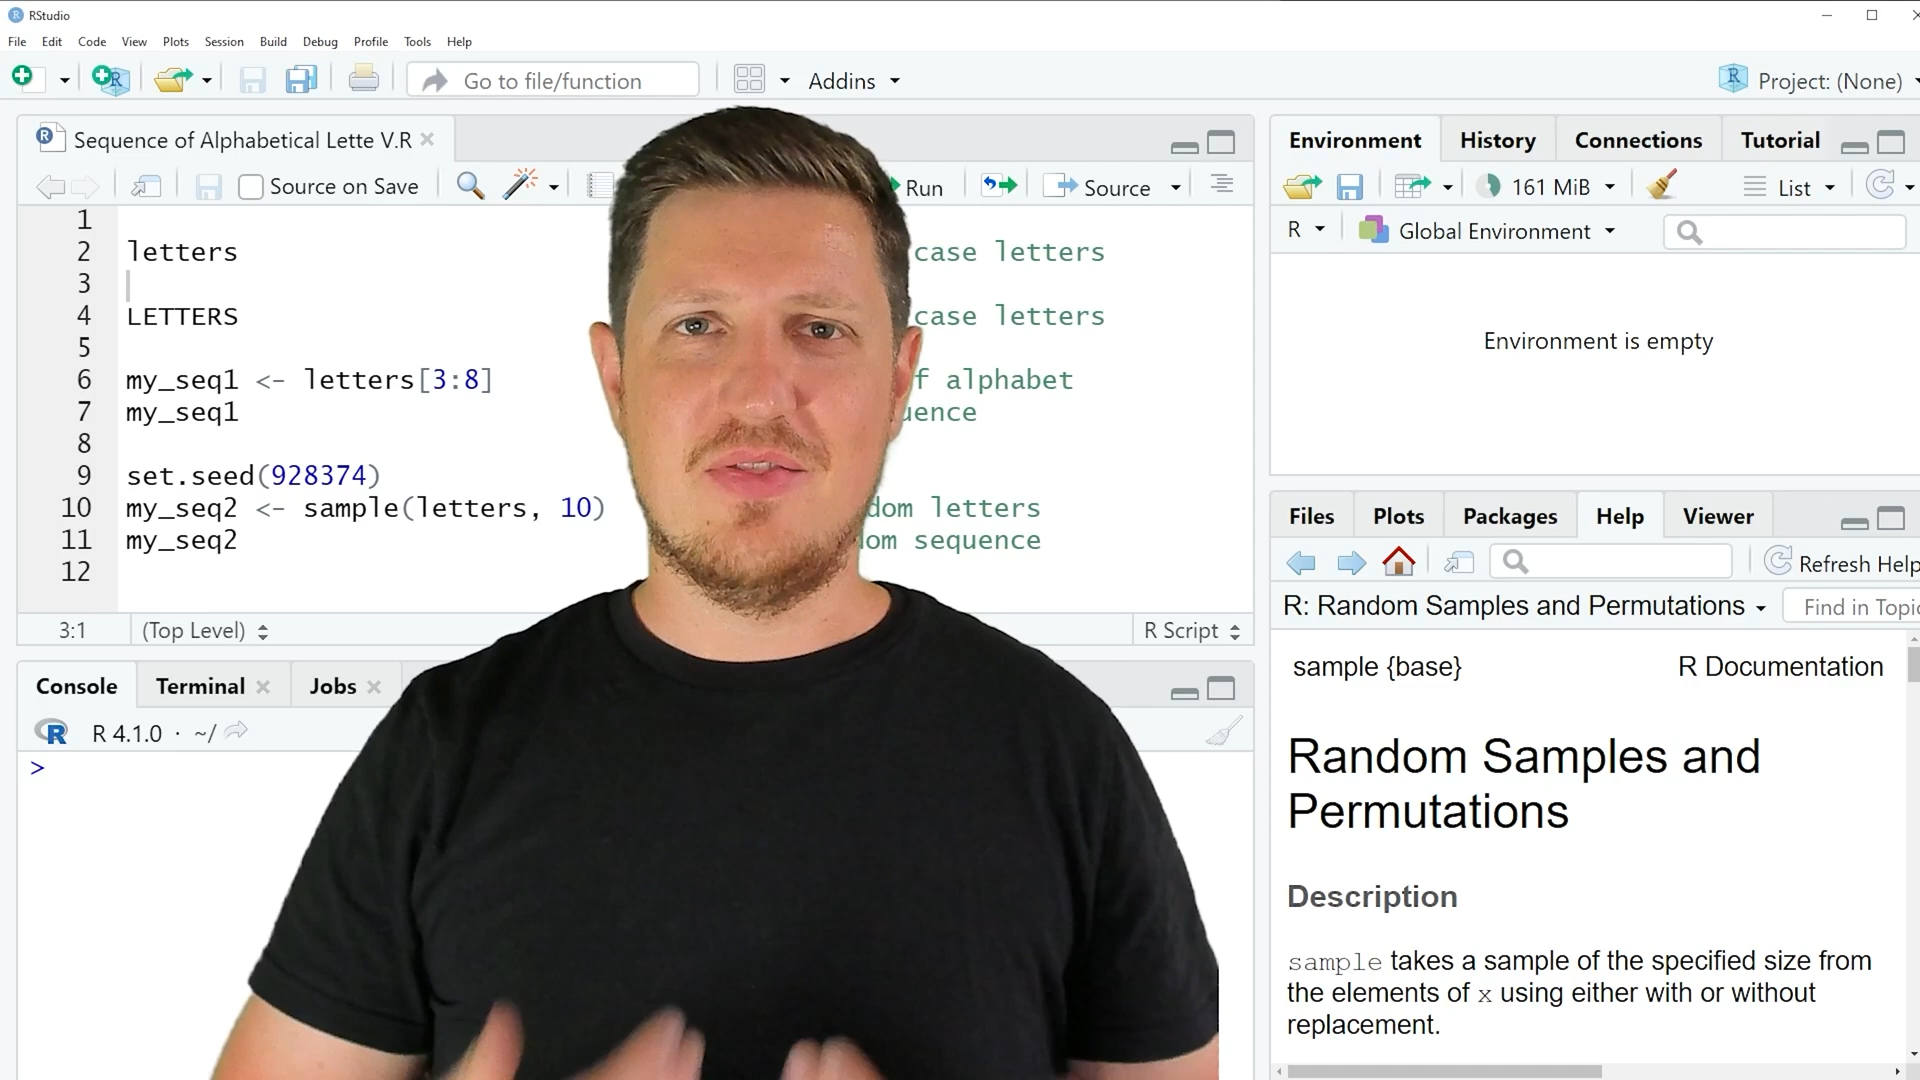 RStudio
File Edit Code View Plots Session Build Debug Profile Tools Help
Go to file/function Addins Project: (None)
Sequence of Alphabetical Lette V.R
Source on Save Run Source
1
2 letters case letters
3
4 LETTERS case letters
5
6 my_seq1 <- letters[3:8] alphabet
7 my_seq1
8
9 set.seed(928374)
10 my_seq2 <- sample(letters, 10) letters
11 my_seq2 sequence
12
3:1 (Top Level) R Script
Console Terminal Jobs
R 4.1.0 · ~/
>
Environment History Connections Tutorial
161 MiB List
R Global Environment
Environment is empty
Files Plots Packages Help Viewer
Refresh Help
R: Random Samples and Permutations Find in Topic
sample {base} R Documentation
Random Samples and
Permutations
Description
sample takes a sample of the specified size from
the elements of x using either with or without
replacement.